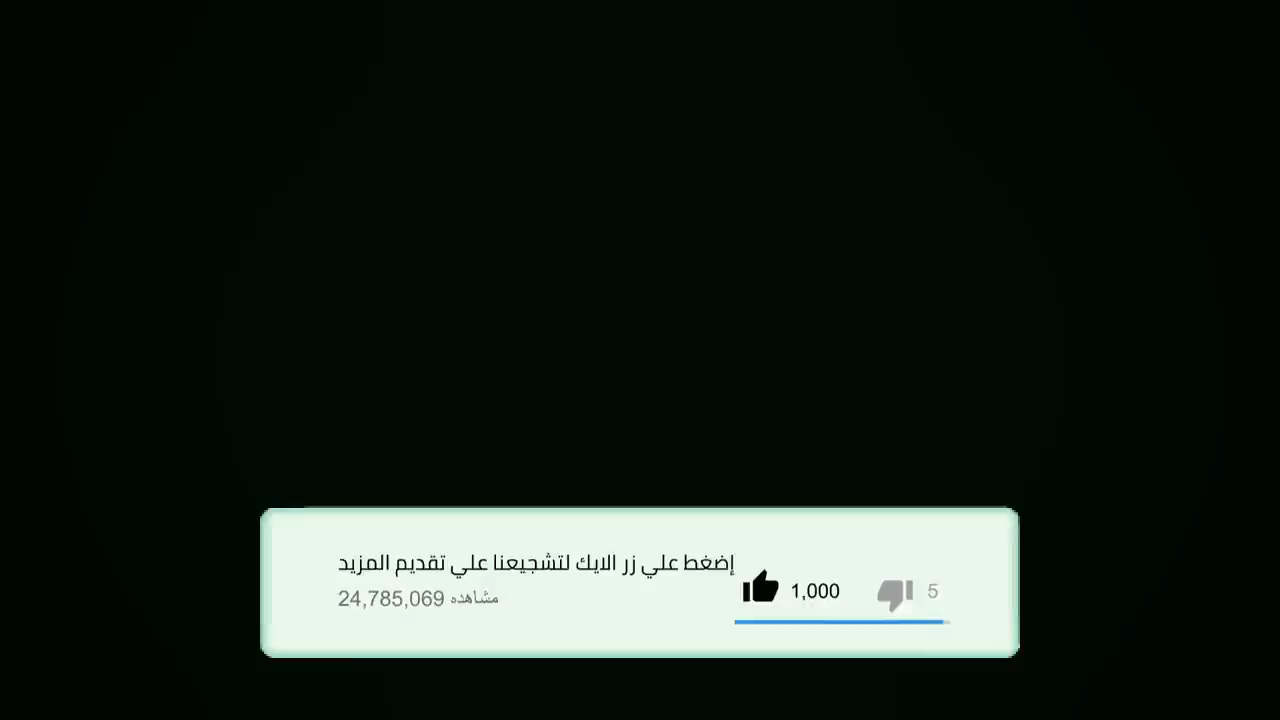 إضغط علي زر الايك لتشجيعنا علي تقديم المزيد
24,785,069 مشاهده
1,000
5